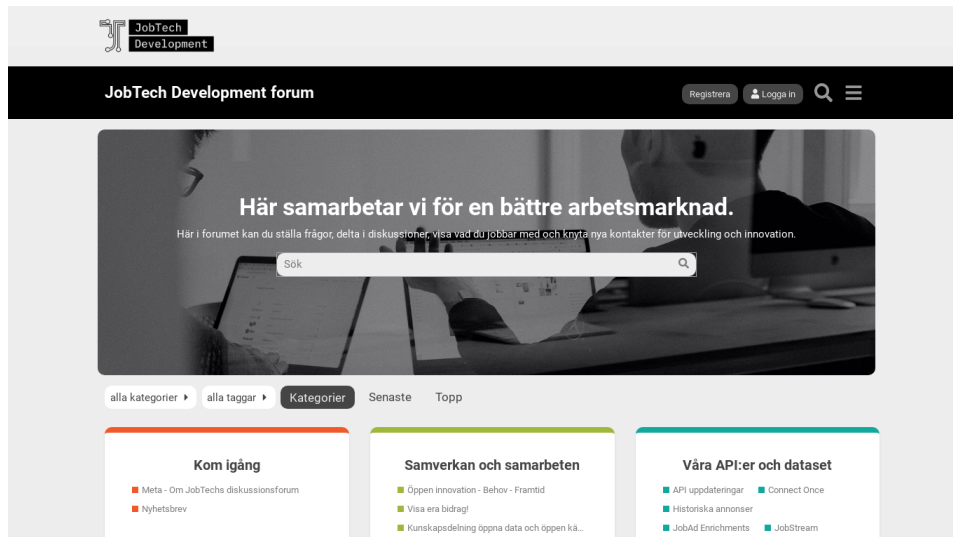 JobTech
Development
JobTech Development forum
Registrera
Logga in
Här samarbetar vi för en bättre arbetsmarknad.
Här i forumet kan du ställa frågor, delta i diskussioner, visa vad du jobbar med och knyta nya kontakter för utveckling och innovation.
Sök
alla kategorier
alla taggar
Kategorier
Senaste
Topp
Kom igång
Meta - Om JobTechs diskussionsforum
Nyhetsbrev
Samverkan och samarbeten
Öppen innovation - Behov - Framtid
Visa era bidrag!
Kunskapsdelning öppna data och öppen kä...
Våra API:er och dataset
API uppdateringar
Connect Once
Historiska annonser
JobAd Enrichments
JobStream